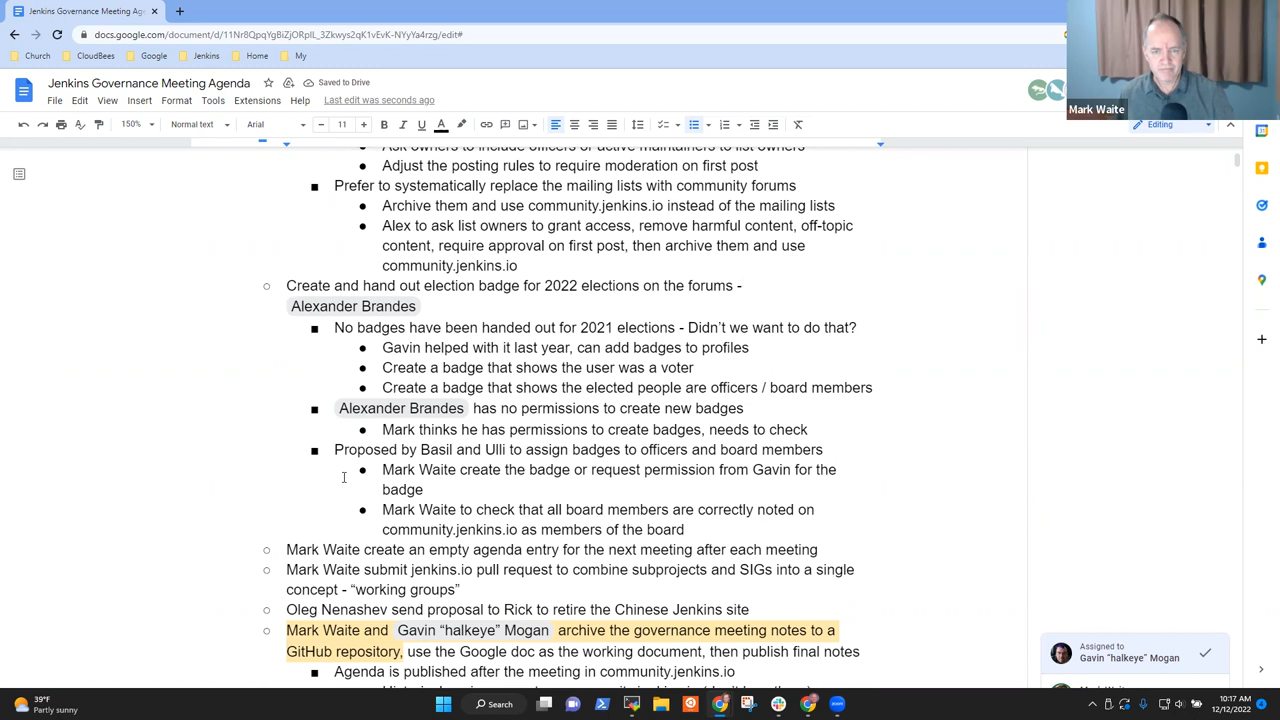 Jenkins Governance Meeting Ag
docs.google.com/document/d/11Nr8QpqYgBiZjORpIL_3Zkwys2qK1vEvK-NYyYa4rzg/edit#
Church CloudBees Google Jenkins Home My
Mark Waite
Jenkins Governance Meeting Agenda Saved to Drive
File Edit View Insert Format Tools Extensions Help Last edit was seconds ago
150% Normal text Arial 11 B I U A Editing
Ask owners to include officers or active maintainers to list owners
Adjust the posting rules to require moderation on first post
Prefer to systematically replace the mailing lists with community forums
Archive them and use community.jenkins.io instead of the mailing lists
Alex to ask list owners to grant access, remove harmful content, off-topic
content, require approval on first post, then archive them and use
community.jenkins.io
Create and hand out election badge for 2022 elections on the forums -
Alexander Brandes
No badges have been handed out for 2021 elections - Didn’t we want to do that?
Gavin helped with it last year, can add badges to profiles
Create a badge that shows the user was a voter
Create a badge that shows the elected people are officers / board members
Alexander Brandes has no permissions to create new badges
Mark thinks he has permissions to create badges, needs to check
Proposed by Basil and Ulli to assign badges to officers and board members
Mark Waite create the badge or request permission from Gavin for the
badge
Mark Waite to check that all board members are correctly noted on
community.jenkins.io as members of the board
Mark Waite create an empty agenda entry for the next meeting after each meeting
Mark Waite submit jenkins.io pull request to combine subprojects and SIGs into a single
concept - “working groups”
Oleg Nenashev send proposal to Rick to retire the Chinese Jenkins site
Mark Waite and Gavin “halkeye” Mogan archive the governance meeting notes to a
GitHub repository, use the Google doc as the working document, then publish final notes
Agenda is published after the meeting in community.jenkins.io
Assigned to
Gavin “halkeye” Mogan
39°F
Partly sunny
Search
10:17 AM
12/12/2022